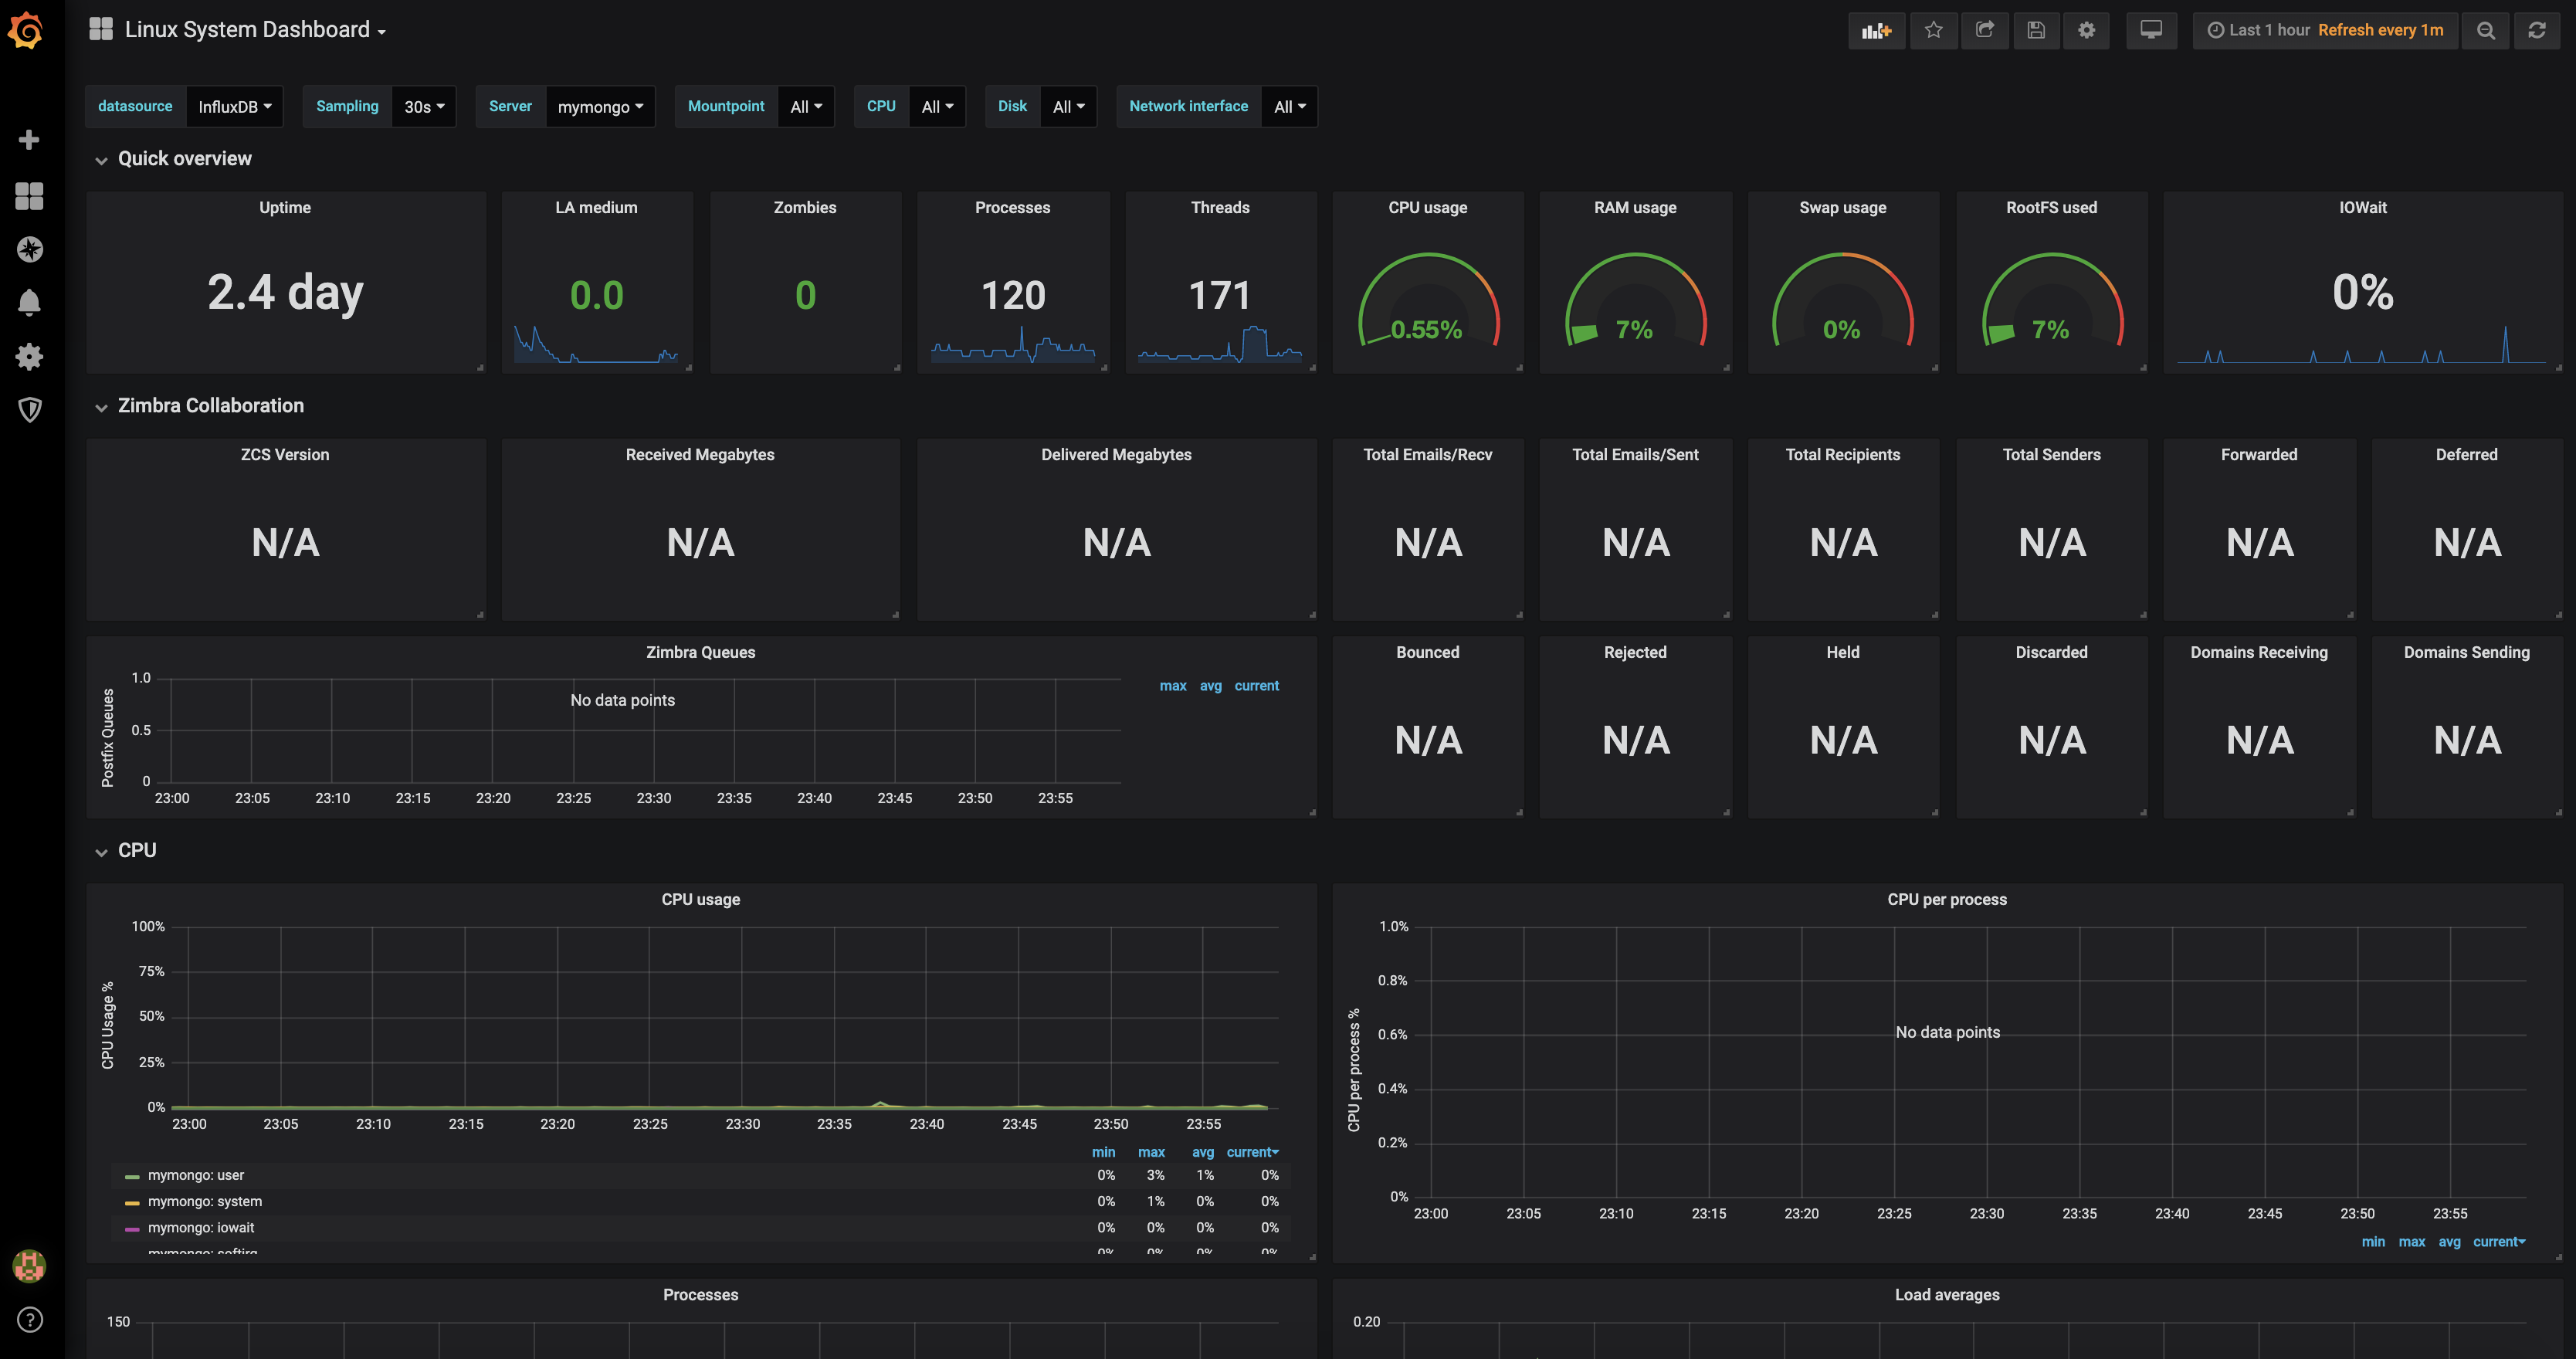 Linux System Dashboard
Last 1 hour Refresh every 1m
datasource InfluxDB Sampling 30s Server mymongo Mountpoint All CPU All Disk All Network interface All
Quick overview
Uptime LA medium Zombies Processes Threads CPU usage RAM usage Swap usage RootFS used IOWait
2.4 day 0.0 0 120 171 0.55% 7% 0% 7% 0%
Zimbra Collaboration
ZCS Version Received Megabytes Delivered Megabytes Total Emails/Recv Total Emails/Sent Total Recipients Total Senders Forwarded Deferred
N/A N/A N/A N/A N/A N/A N/A N/A N/A
Zimbra Queues
Postfix Queues
1.0
0.5
0
No data points
max avg current
23:00 23:05 23:10 23:15 23:20 23:25 23:30 23:35 23:40 23:45 23:50 23:55
Bounced Rejected Held Discarded Domains Receiving Domains Sending
N/A N/A N/A N/A N/A N/A
CPU
CPU usage
CPU Usage %
100%
75%
50%
25%
0%
23:00 23:05 23:10 23:15 23:20 23:25 23:30 23:35 23:40 23:45 23:50 23:55
min max avg current
mymongo: user 0% 3% 1% 0%
mymongo: system 0% 1% 0% 0%
mymongo: iowait 0% 0% 0% 0%
mymongo: softirq 0% 0% 0% 0%
CPU per process
CPU per process %
1.0%
0.8%
0.6%
0.4%
0.2%
0%
No data points
23:00 23:05 23:10 23:15 23:20 23:25 23:30 23:35 23:40 23:45 23:50 23:55
min max avg current
Processes
150
Load averages
0.20